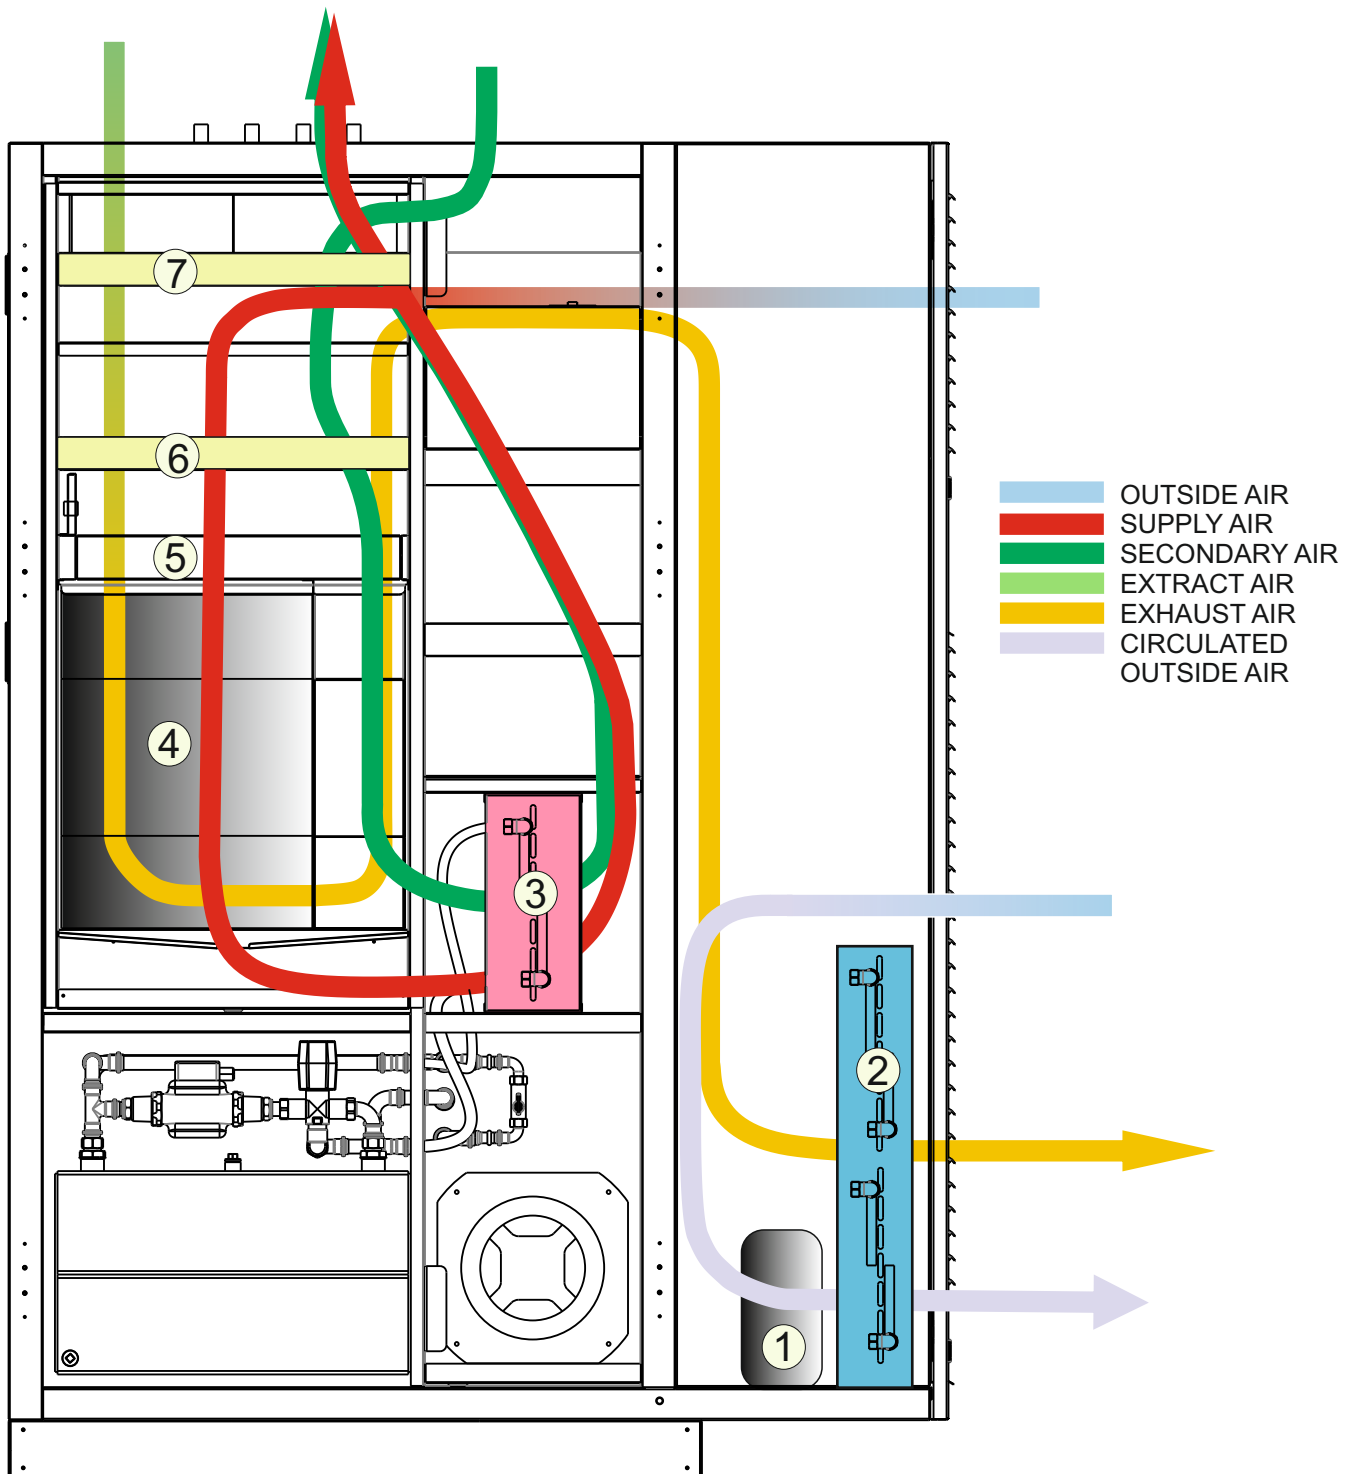 7
6
5
4
3
2
1
OUTSIDE AIR
SUPPLY AIR
SECONDARY AIR
EXTRACT AIR
EXHAUST AIR
CIRCULATED
OUTSIDE AIR